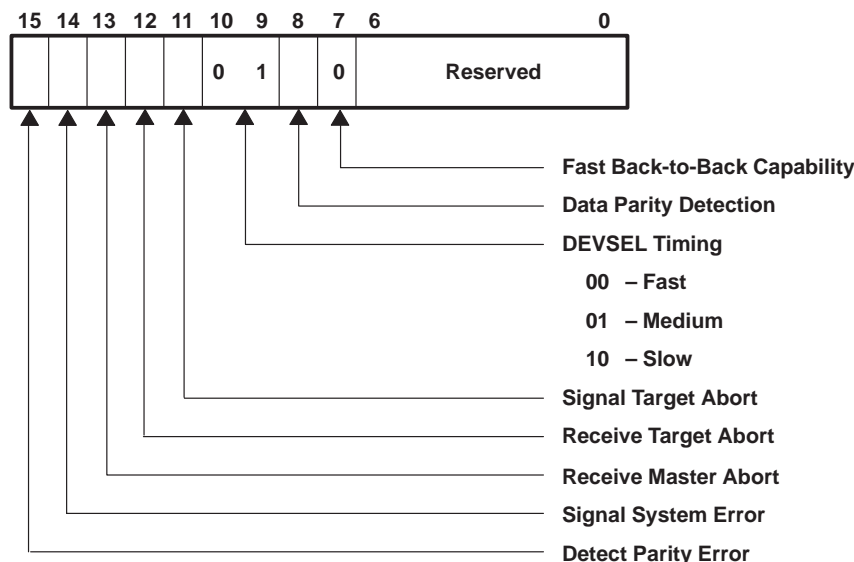 15 14 13 12 11 10 9 8 7 6 0
0 1 0 Reserved
Fast Back-to-Back Capability
Data Parity Detection
DEVSEL Timing
00 – Fast
01 – Medium
10 – Slow
Signal Target Abort
Receive Target Abort
Receive Master Abort
Signal System Error
Detect Parity Error